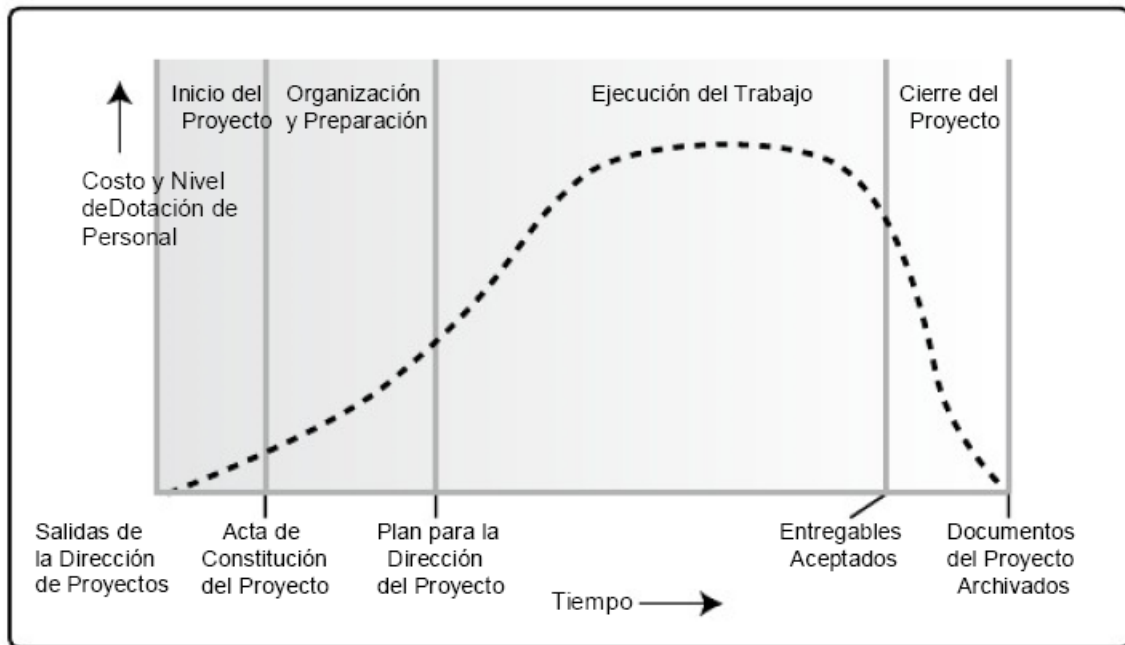 Inicio del
Proyecto
Organización
y Preparación
Ejecución del Trabajo
Cierre del
Proyecto
Costo y Nivel
deDotación de
Personal
Salidas de
la Dirección
de Proyectos
Acta de
Constitución
del Proyecto
Plan para la
Dirección
del Proyecto
Entregables
Aceptados
Documentos
del Proyecto
Archivados
Tiempo